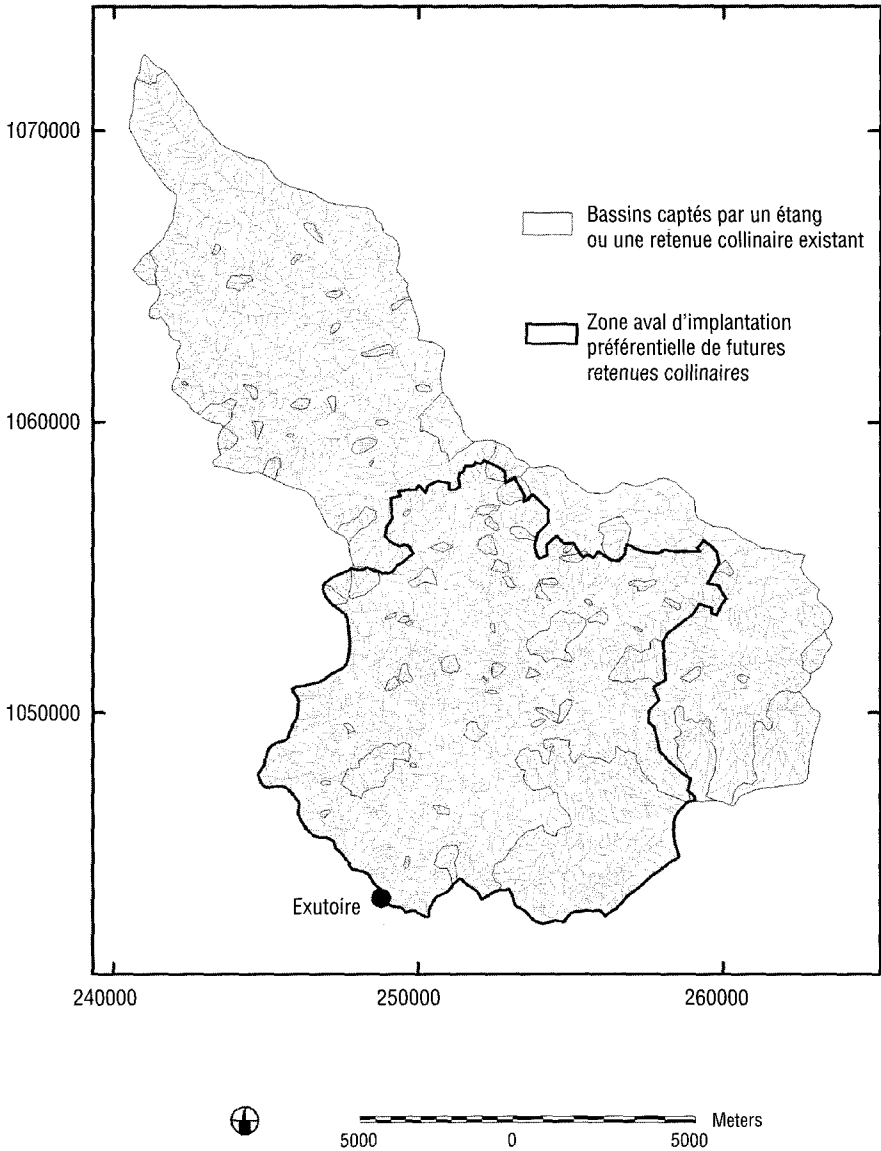 1070000
Bassins captés par un étang
ou une retenue collinaire existant
Zone aval d'implantation
préférentielle de futures
retenues collinaires
1060000
1050000
Exutoire
240000
250000
260000
Meters
5000
0
5000